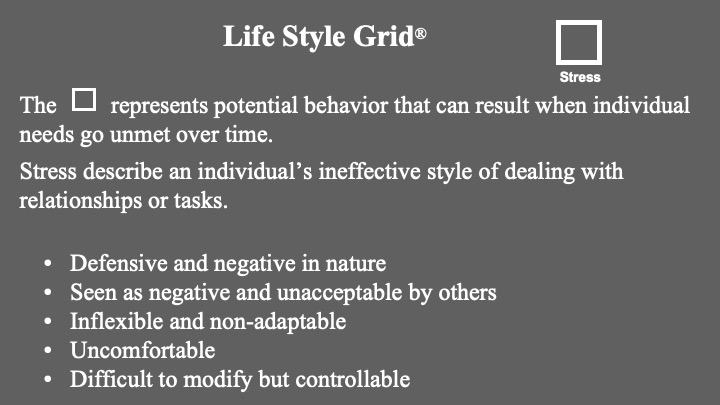 Life Style Grid®
Stress
The □ represents potential behavior that can result when individual
needs go unmet over time.
Stress describe an individual’s ineffective style of dealing with
relationships or tasks.
• Defensive and negative in nature
• Seen as negative and unacceptable by others
• Inflexible and non-adaptable
• Uncomfortable
• Difficult to modify but controllable